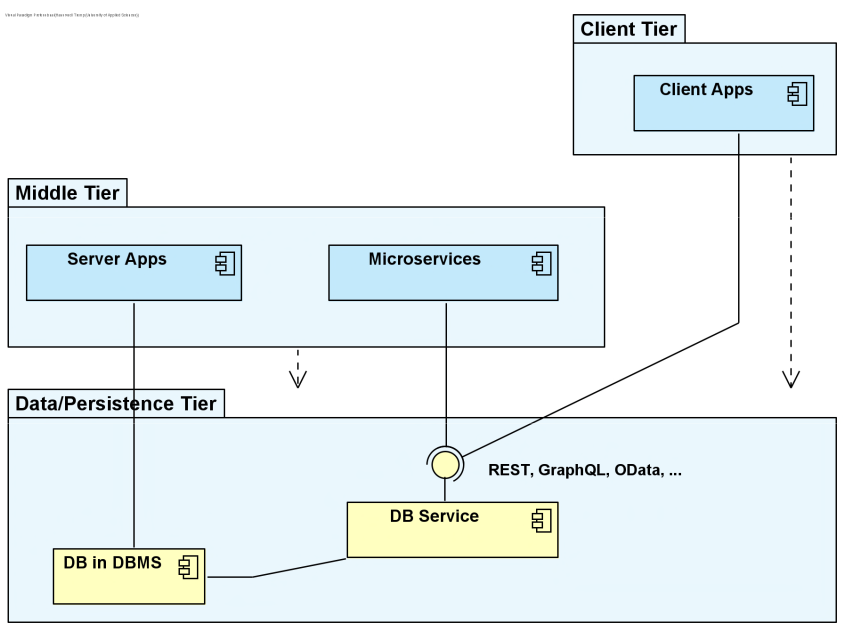 Client Tier
Client Apps
Middle Tier
Server Apps
Microservices
Data/Persistence Tier
REST, GraphQL, OData, ...
DB Service
DB in DBMS